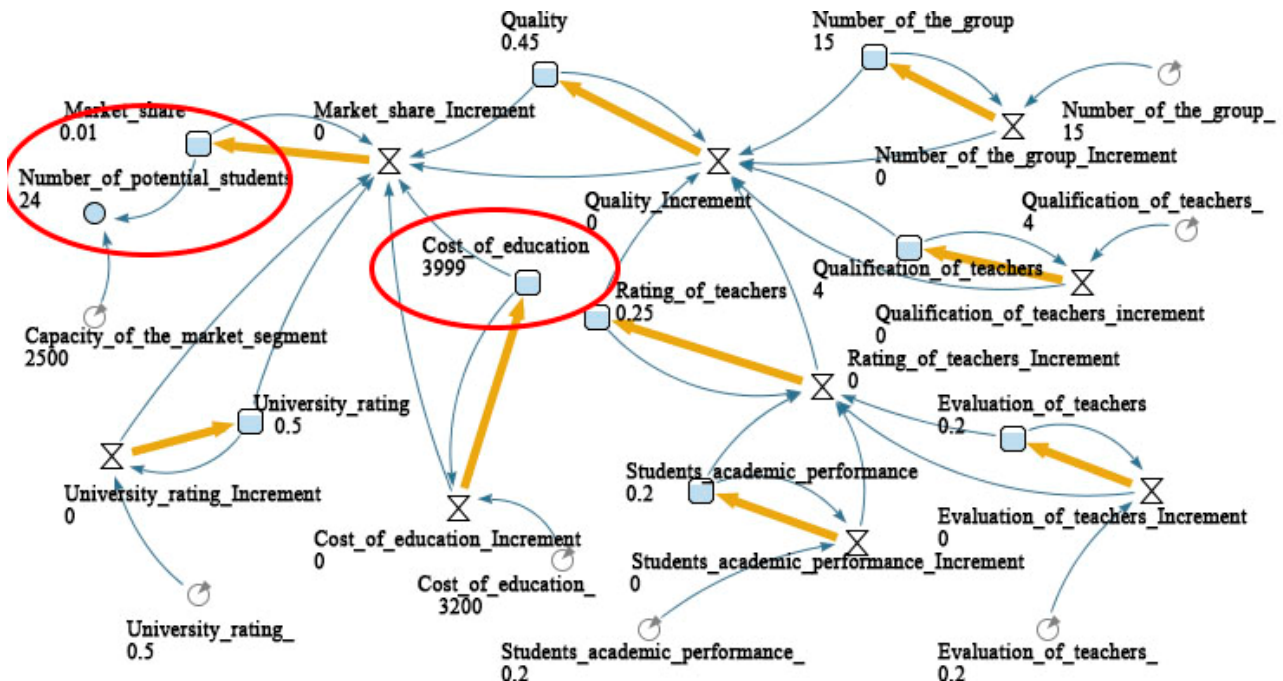 Quality
0.45
Number_of_the_group
15
Market_share
0.01
Market_share_Increment
0
Number_of_the_group_
15
Number_of_the_group_Increment
0
Number_of_potential_students
24
Quality_Increment
0
Qualification_of_teachers_
4
Cost_of_education
3999
Qualification_of_teachers
4
Rating_of_teachers
0.25
Qualification_of_teachers_increment
0
Capacity_of_the_market_segment
2500
Rating_of_teachers_Increment
0
University_rating
0.5
Evaluation_of_teachers
0.2
Students_academic_performance
0.2
University_rating_Increment
0
Evaluation_of_teachers_Increment
0
Cost_of_education_Increment
0
Students_academic_performance_Increment
0
Cost_of_education_
3200
University_rating_
0.5
Students_academic_performance_
0.2
Evaluation_of_teachers_
0.2